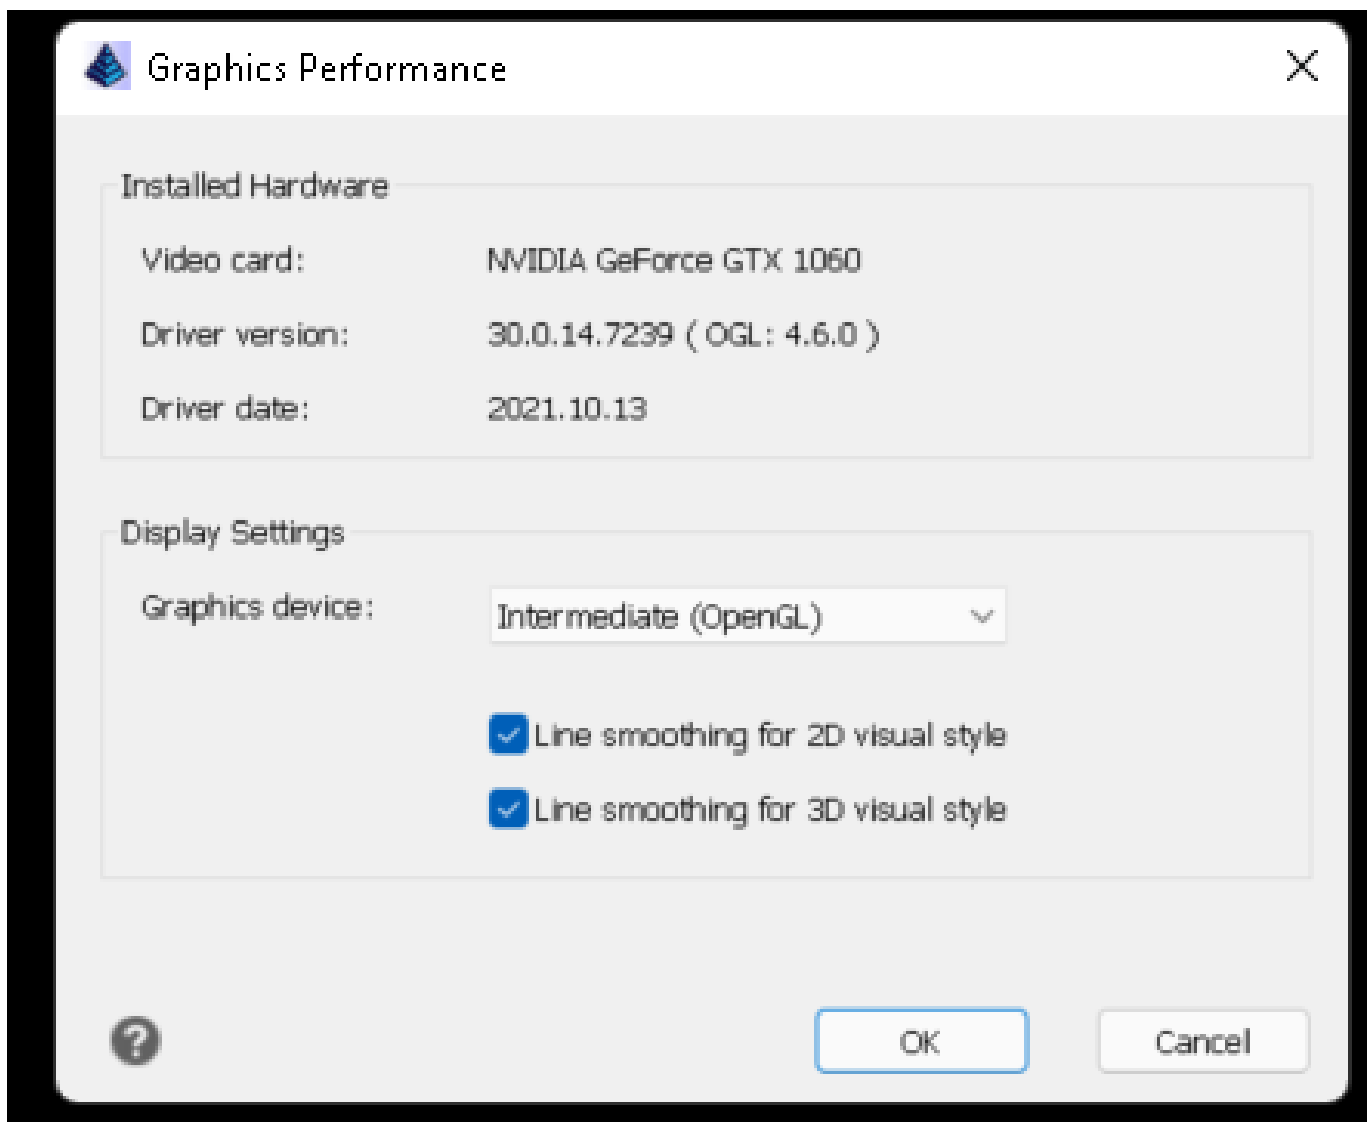 Graphics Performance
Installed Hardware
Video card: NVIDIA GeForce GTX 1060
Driver version: 30.0.14.7239 ( OGL: 4.6.0 )
Driver date: 2021.10.13
Display Settings
Graphics device: Intermediate (OpenGL)
Line smoothing for 2D visual style
Line smoothing for 3D visual style
? OK Cancel